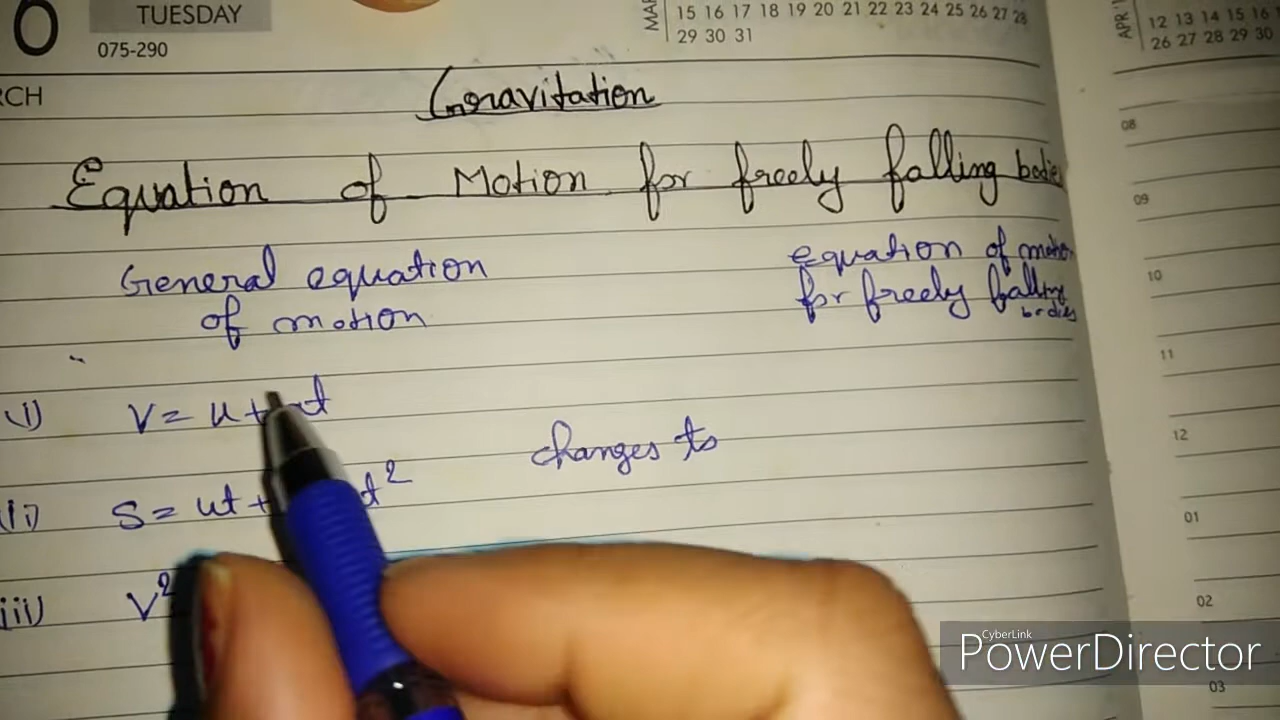 0 TUESDAY
075-290
RCH
MAR 15 16 17 18 19 20 21 22 23 24 25 26 27 28
29 30 31
APR 12 13 14 15 16
26 27 28 29 30
Gravitation
Equation of Motion for freely falling bodies
General equation
of motion
equation of motion
for freely falling
bodies
(i) V = u +
changes to
(ii) S = ut + t²
(iii) V²
08
09
10
11
12
01
02
03
CyberLink
PowerDirector